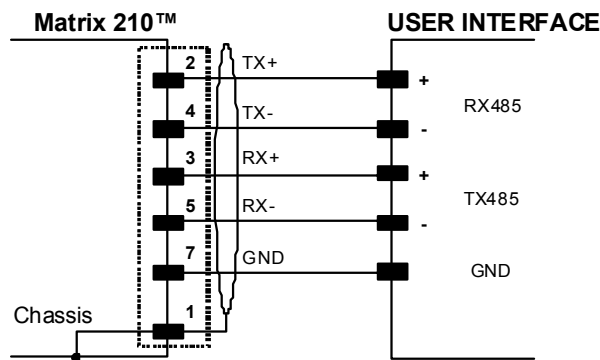 Matrix 210™ USER INTERFACE
2 TX+ +
RX485
4 TX- -
3 RX+ +
TX485
5 RX- -
7 GND GND
1
Chassis